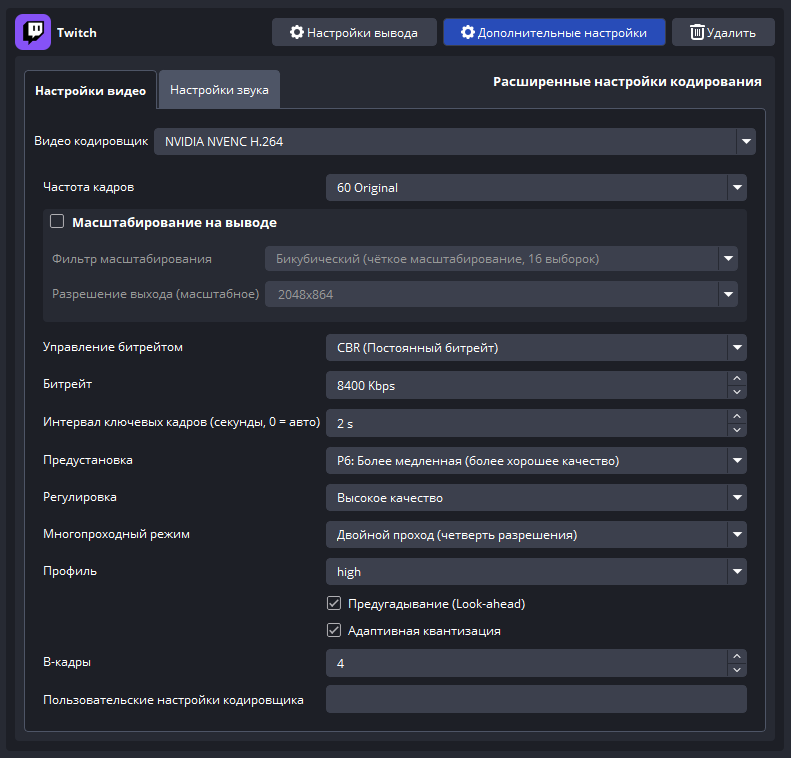 Twitch
Настройки вывода
Дополнительные настройки
Удалить
Настройки видео
Настройки звука
Расширенные настройки кодирования
Видео кодировщик
NVIDIA NVENC H.264
Частота кадров
60 Original
Масштабирование на выводе
Фильтр масштабирования
Бикубический (чёткое масштабирование, 16 выборок)
Разрешение выхода (масштабное)
2048x864
Управление битрейтом
CBR (Постоянный битрейт)
Битрейт
8400 Kbps
Интервал ключевых кадров (секунды, 0 = авто)
2 s
Предустановка
P6: Более медленная (более хорошее качество)
Регулировка
Высокое качество
Многопроходный режим
Двойной проход (четверть разрешения)
Профиль
high
Предугадывание (Look-ahead)
Адаптивная квантизация
B-кадры
4
Пользовательские настройки кодировщика